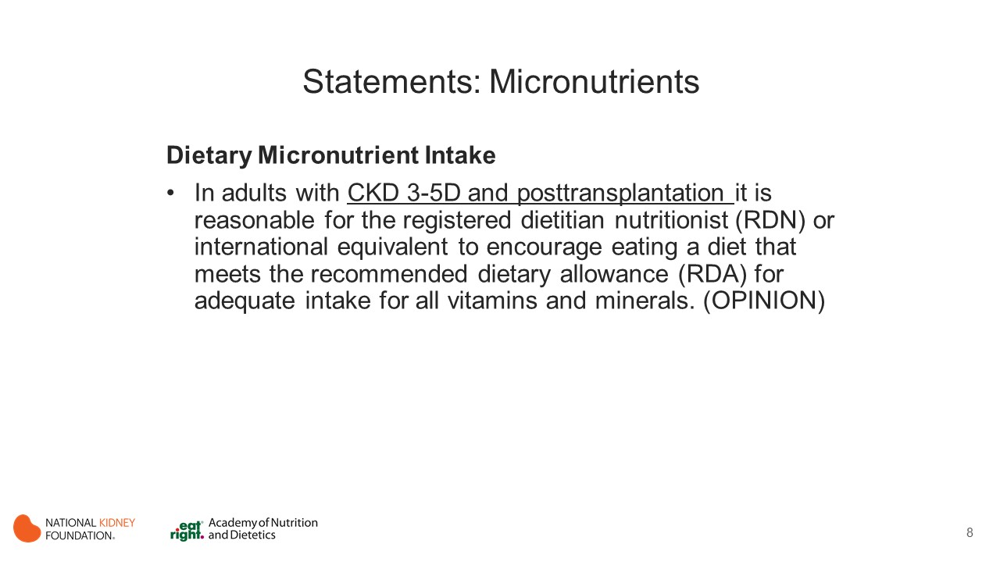 Statements: Micronutrients
Dietary Micronutrient Intake
• In adults with CKD 3-5D and posttransplantation it is
reasonable for the registered dietitian nutritionist (RDN) or
international equivalent to encourage eating a diet that
meets the recommended dietary allowance (RDA) for
adequate intake for all vitamins and minerals. (OPINION)
NATIONAL KIDNEY
FOUNDATION®
eat®
right.
Academy of Nutrition
and Dietetics
8